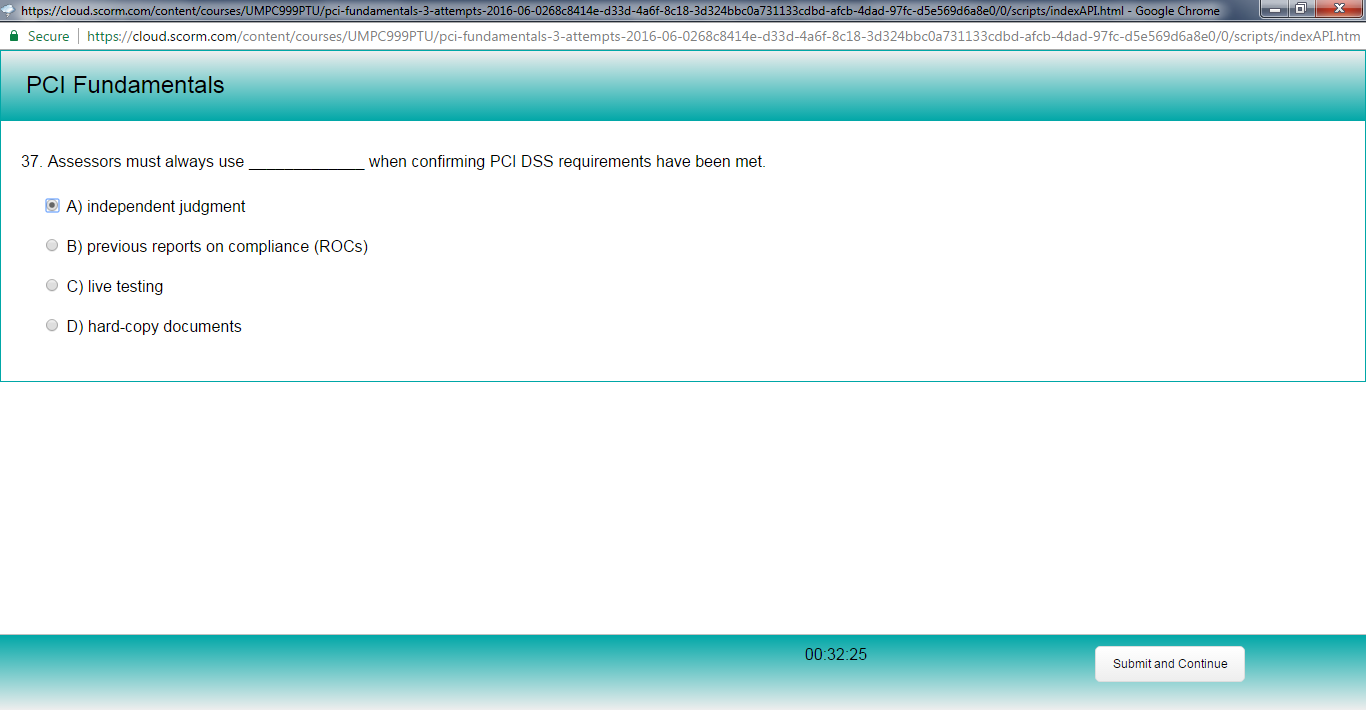 https://cloud.scorm.com/content/courses/UMPC999PTU/pci-fundamentals-3-attempts-2016-06-0268c8414e-d33d-4a6f-8c18-3d324bbc0a731133cdbd-afcb-4dad-97fc-d5e569d6a8e0/0/scripts/indexAPI.html - Google Chrome
Secure | https://cloud.scorm.com/content/courses/UMPC999PTU/pci-fundamentals-3-attempts-2016-06-0268c8414e-d33d-4a6f-8c18-3d324bbc0a731133cdbd-afcb-4dad-97fc-d5e569d6a8e0/0/scripts/indexAPI.htm
PCI Fundamentals
37. Assessors must always use _____________ when confirming PCI DSS requirements have been met.
A) independent judgment
B) previous reports on compliance (ROCs)
C) live testing
D) hard-copy documents
00:32:25
Submit and Continue